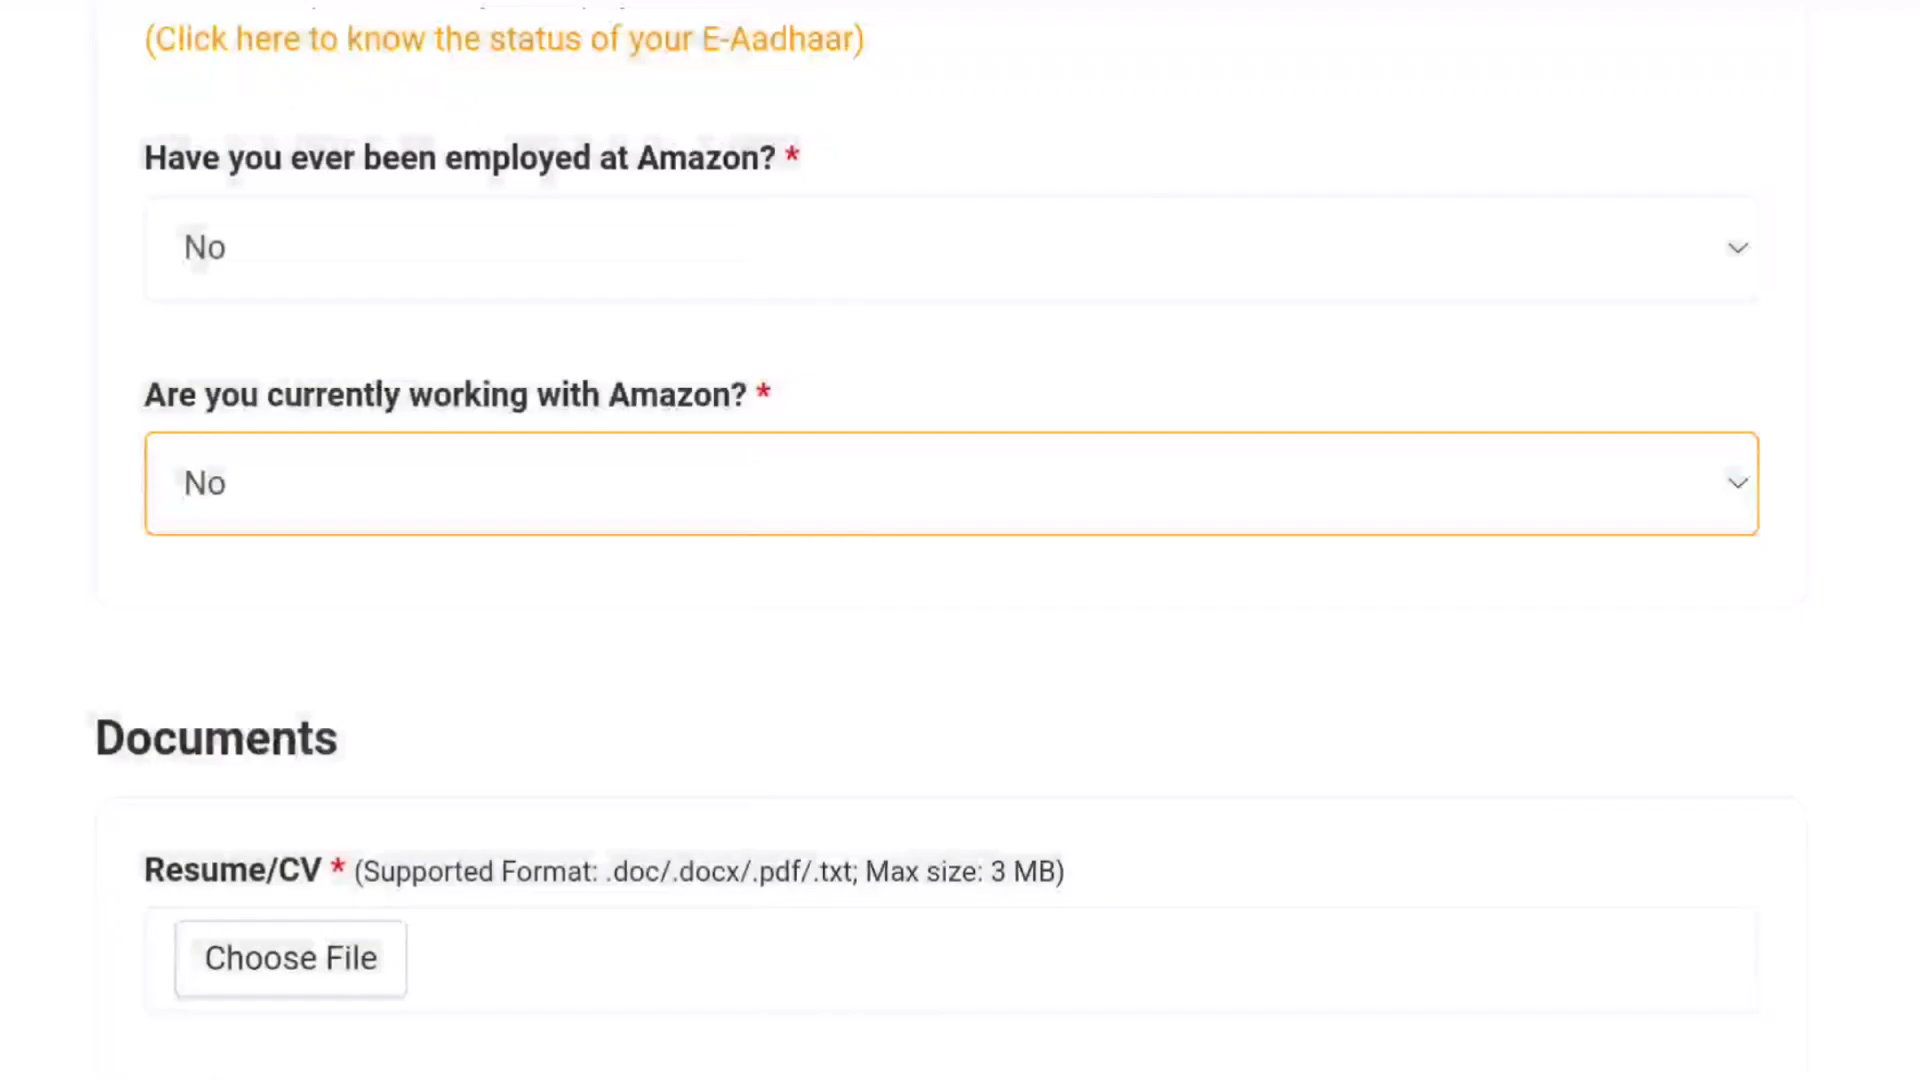 (Click here to know the status of your E-Aadhaar)
Have you ever been employed at Amazon? *
No
Are you currently working with Amazon? *
No
Documents
Resume/CV * (Supported Format: .doc/.docx/.pdf/.txt; Max size: 3 MB)
Choose File